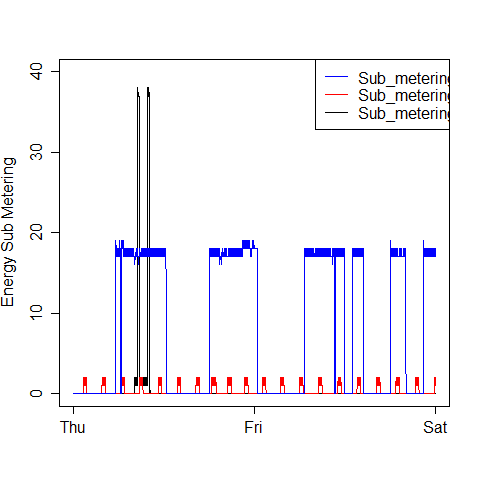 Energy Sub Metering
40
30
20
10
0
Thu
Fri
Sat
Sub_metering
Sub_metering
Sub_metering